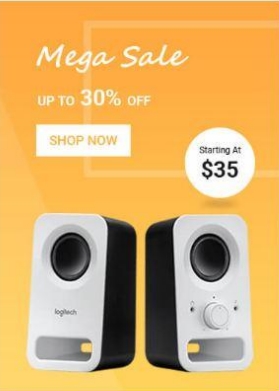 Mega Sale
UP TO 30% OFF
SHOP NOW
Starting At
$35
logitech